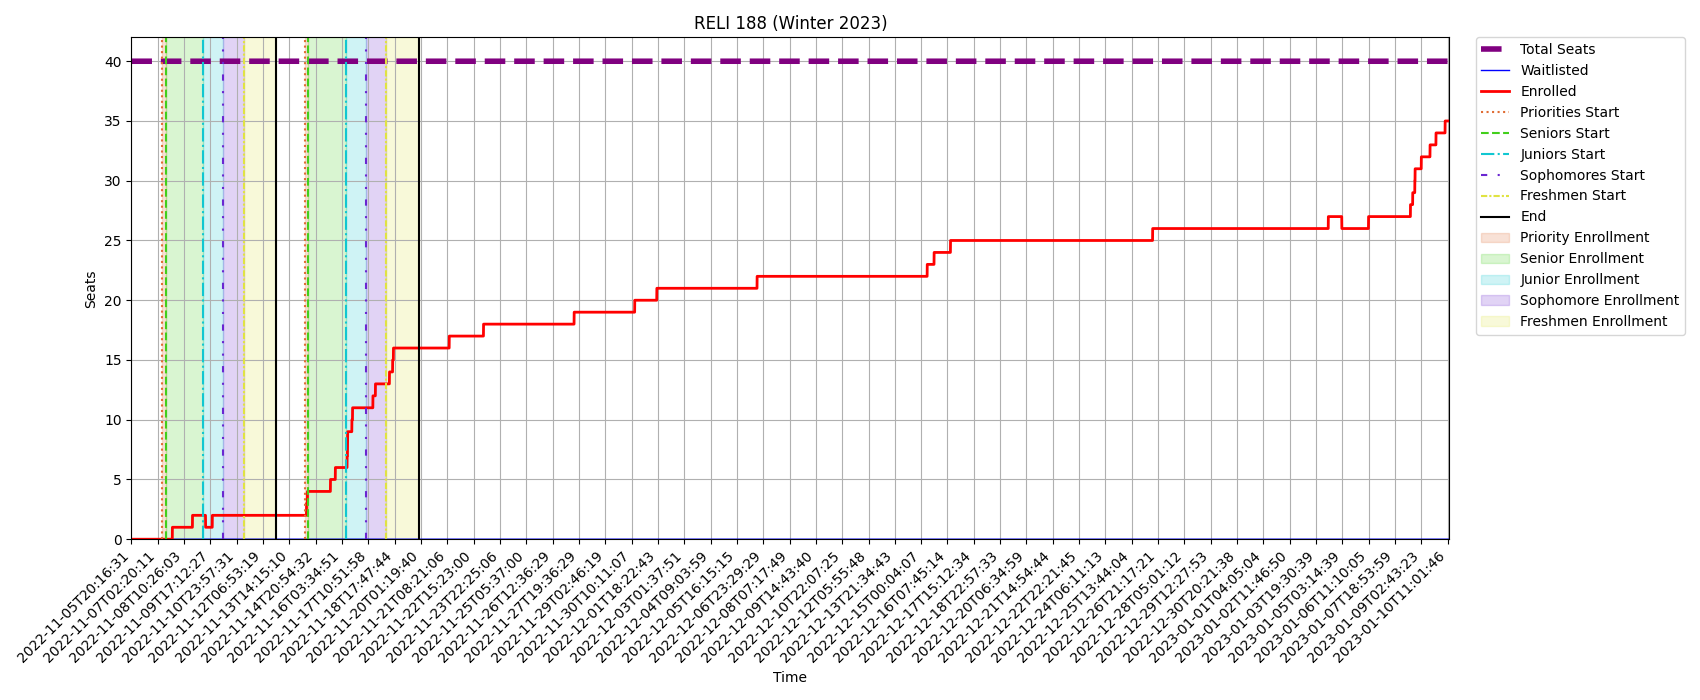 RELI 188 (Winter 2023)
Seats
40
35
30
25
20
15
10
5
0
2022-11-05T20:16:31
2022-11-07T02:20:11
2022-11-08T10:26:03
2022-11-09T17:12:27
2022-11-10T23:57:31
2022-11-12T06:53:19
2022-11-13T14:15:10
2022-11-14T20:54:32
2022-11-16T03:34:51
2022-11-17T10:51:58
2022-11-18T17:47:44
2022-11-20T01:19:40
2022-11-21T08:21:06
2022-11-22T15:23:00
2022-11-23T22:25:06
2022-11-25T05:37:00
2022-11-26T12:36:29
2022-11-27T19:36:29
2022-11-29T02:46:19
2022-11-30T10:11:07
2022-12-01T18:22:43
2022-12-03T01:37:51
2022-12-04T09:03:59
2022-12-05T16:15:15
2022-12-06T23:29:29
2022-12-08T07:17:49
2022-12-09T14:43:40
2022-12-10T22:07:25
2022-12-12T05:55:48
2022-12-13T21:34:43
2022-12-15T00:04:07
2022-12-16T07:45:14
2022-12-17T15:12:34
2022-12-18T22:57:33
2022-12-20T06:34:59
2022-12-21T14:54:44
2022-12-22T22:21:45
2022-12-24T06:11:13
2022-12-25T13:44:04
2022-12-26T21:17:21
2022-12-28T05:01:12
2022-12-29T12:27:53
2022-12-30T20:21:38
2023-01-01T04:05:04
2023-01-02T11:46:50
2023-01-03T19:30:39
2023-01-05T03:14:39
2023-01-06T11:10:05
2023-01-07T18:53:59
2023-01-09T02:43:23
2023-01-10T11:01:46
Time
Total Seats
Waitlisted
Enrolled
Priorities Start
Seniors Start
Juniors Start
Sophomores Start
Freshmen Start
End
Priority Enrollment
Senior Enrollment
Junior Enrollment
Sophomore Enrollment
Freshmen Enrollment